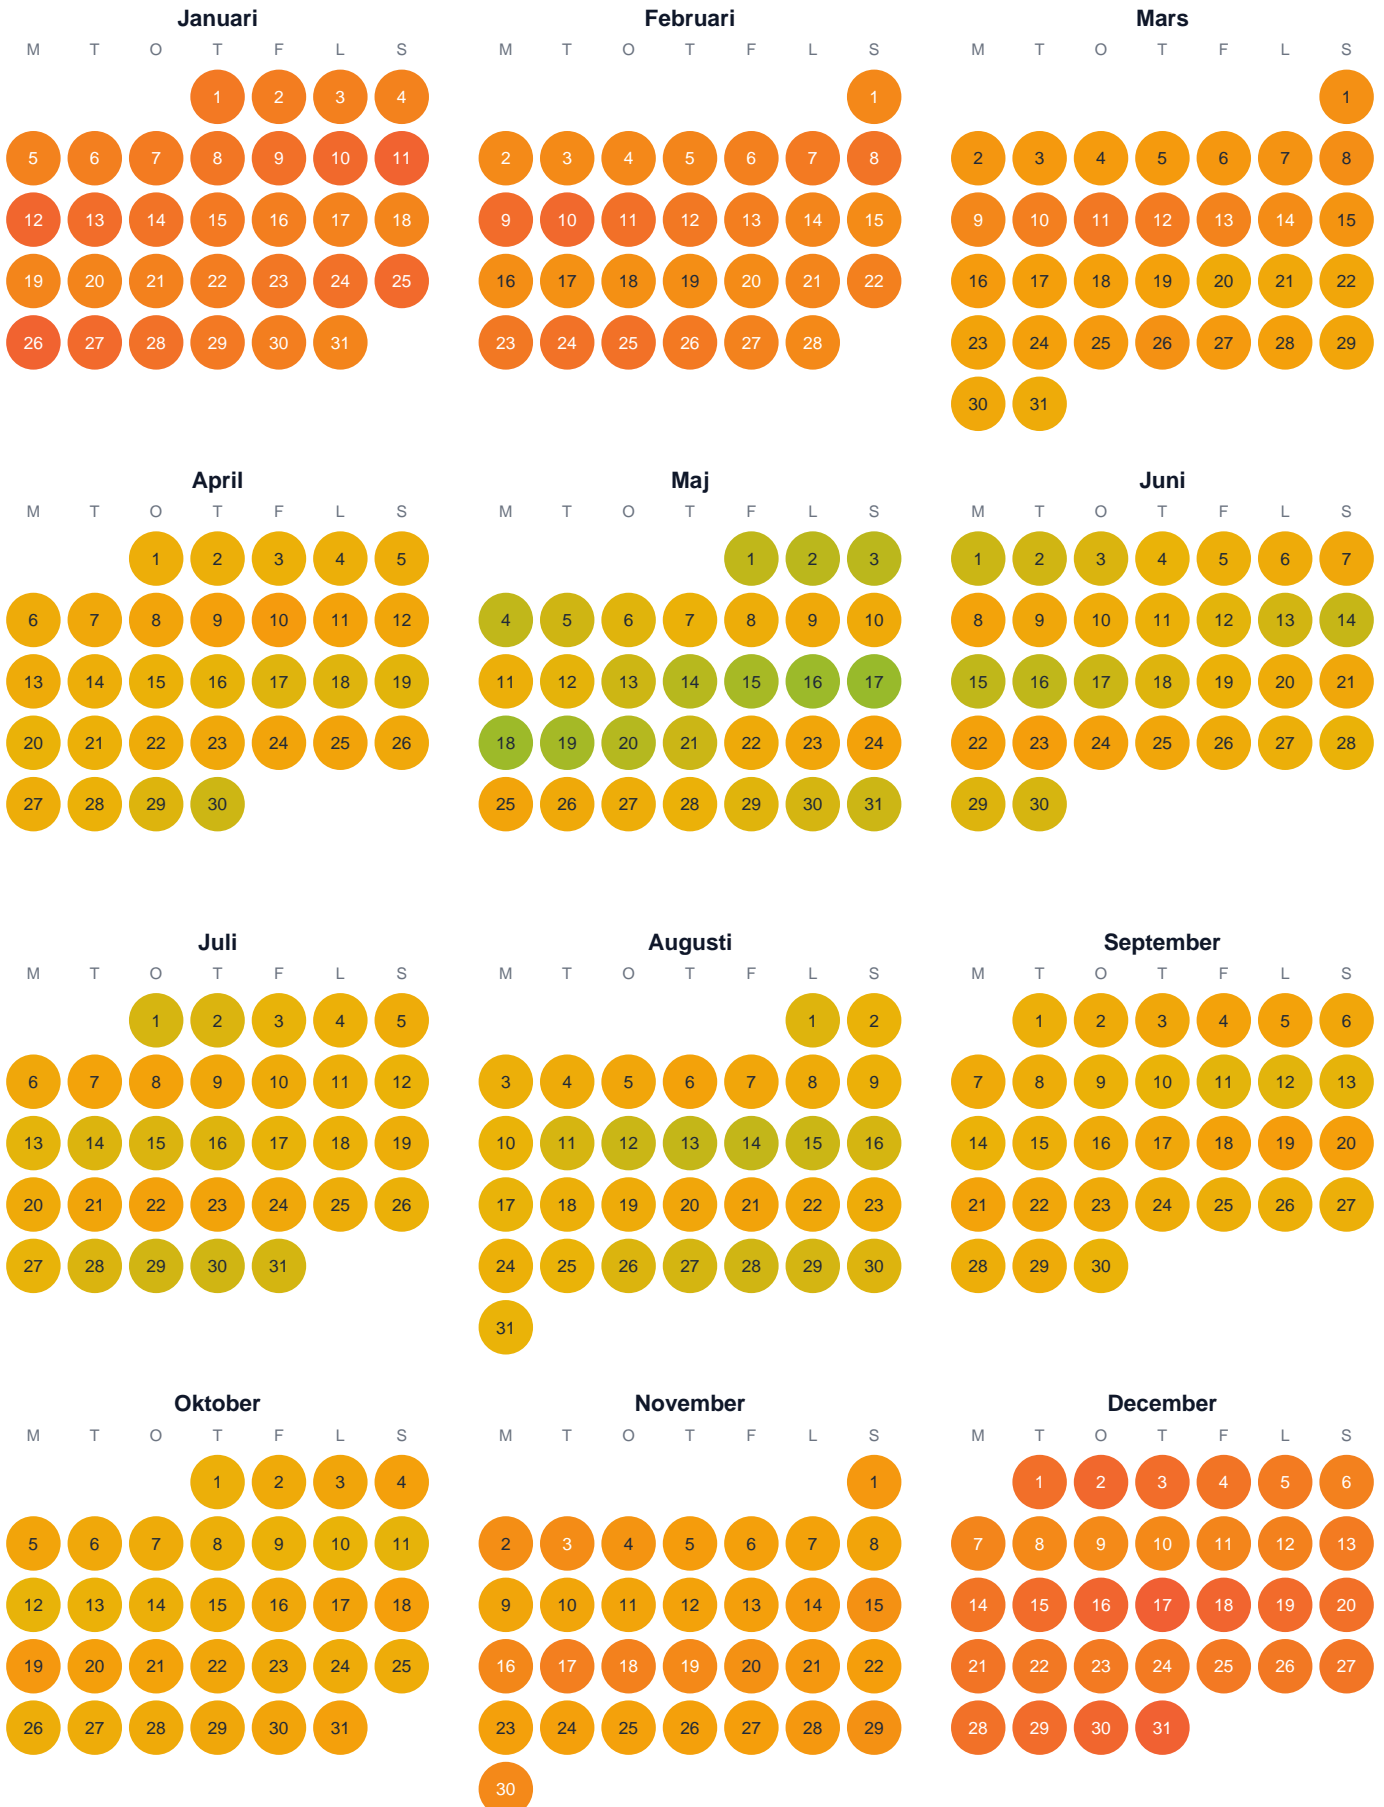 Januari Februari Mars
M T O T F L S M T O T F L S M T O T F L S
1 2 3 4 1 1
5 6 7 8 9 10 11 2 3 4 5 6 7 8 2 3 4 5 6 7 8
12 13 14 15 16 17 18 9 10 11 12 13 14 15 9 10 11 12 13 14 15
19 20 21 22 23 24 25 16 17 18 19 20 21 22 16 17 18 19 20 21 22
26 27 28 29 30 31 23 24 25 26 27 28 23 24 25 26 27 28 29
30 31
April Maj Juni
M T O T F L S M T O T F L S M T O T F L S
1 2 3 4 5 1 2 3 1 2 3 4 5 6 7
6 7 8 9 10 11 12 4 5 6 7 8 9 10 8 9 10 11 12 13 14
13 14 15 16 17 18 19 11 12 13 14 15 16 17 15 16 17 18 19 20 21
20 21 22 23 24 25 26 18 19 20 21 22 23 24 22 23 24 25 26 27 28
27 28 29 30 25 26 27 28 29 30 31 29 30
Juli Augusti September
M T O T F L S M T O T F L S M T O T F L S
1 2 3 4 5 1 2 1 2 3 4 5 6
6 7 8 9 10 11 12 3 4 5 6 7 8 9 7 8 9 10 11 12 13
13 14 15 16 17 18 19 10 11 12 13 14 15 16 14 15 16 17 18 19 20
20 21 22 23 24 25 26 17 18 19 20 21 22 23 21 22 23 24 25 26 27
27 28 29 30 31 24 25 26 27 28 29 30 28 29 30
31
Oktober November December
M T O T F L S M T O T F L S M T O T F L S
1 2 3 4 1 1 2 3 4 5 6
5 6 7 8 9 10 11 2 3 4 5 6 7 8 7 8 9 10 11 12 13
12 13 14 15 16 17 18 9 10 11 12 13 14 15 14 15 16 17 18 19 20
19 20 21 22 23 24 25 16 17 18 19 20 21 22 21 22 23 24 25 26 27
26 27 28 29 30 31 23 24 25 26 27 28 29 28 29 30 31
30